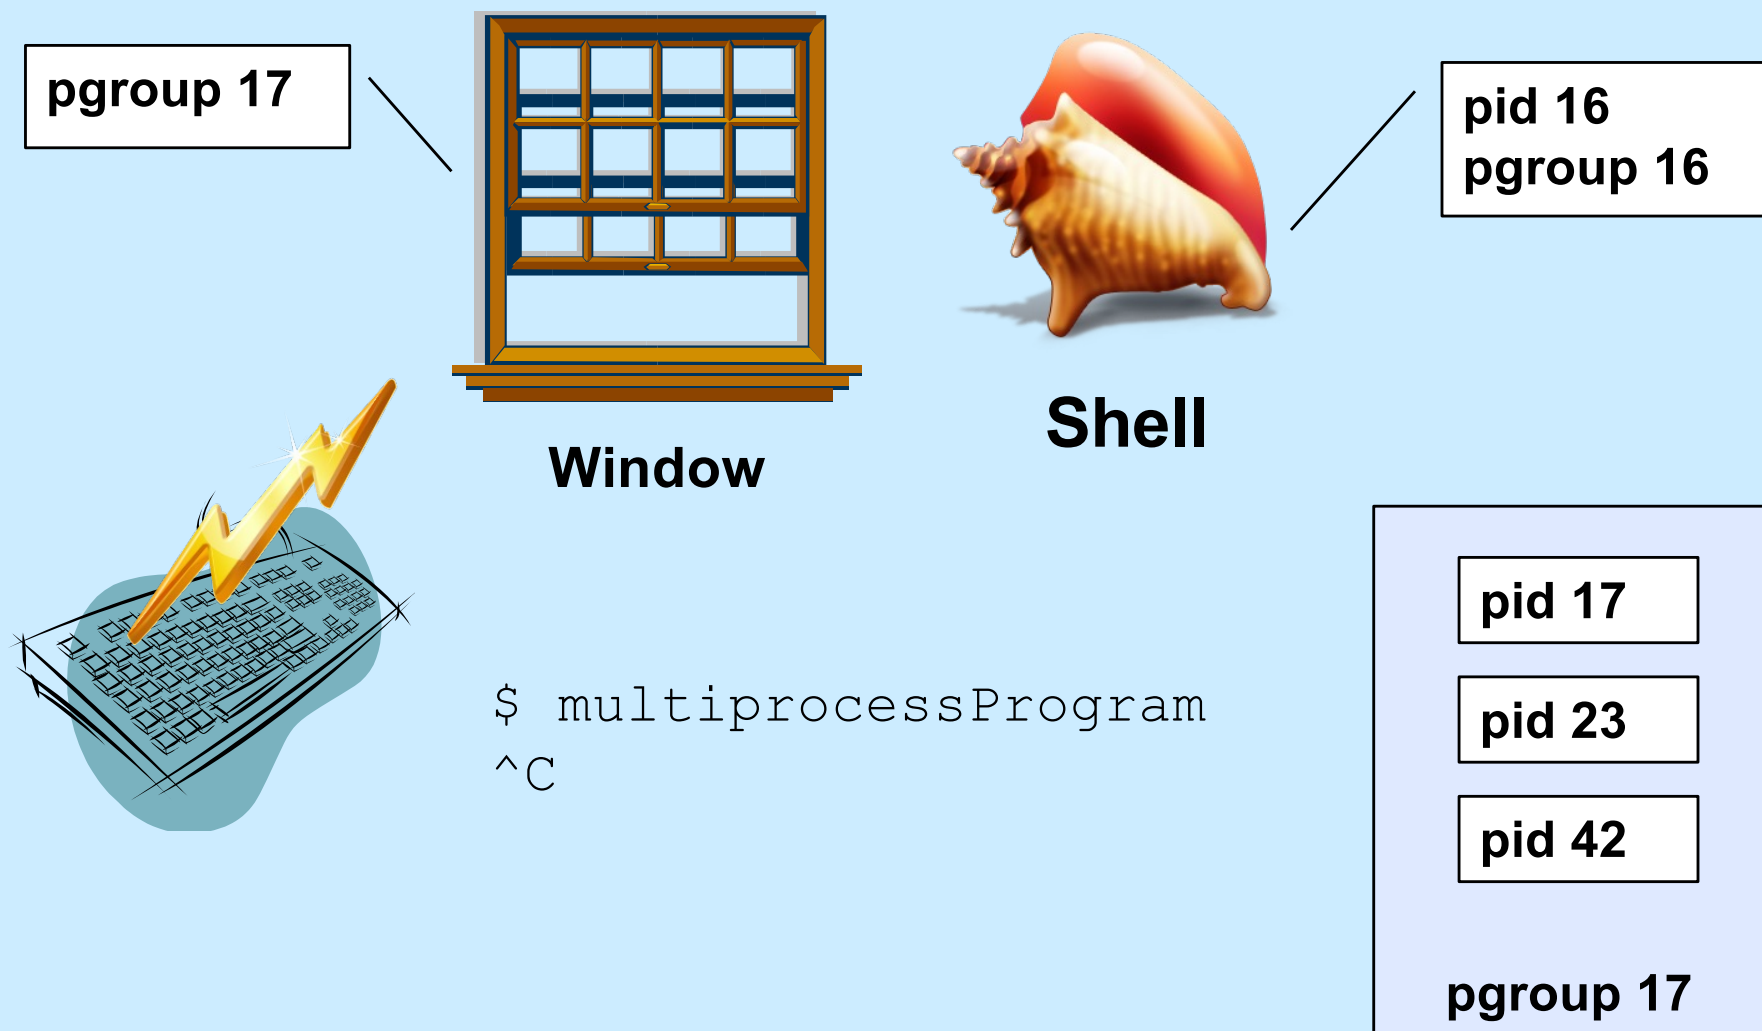 pgroup 17
pid 16
pgroup 16
Window
Shell
$ multiprocessProgram
^C
pid 17
pid 23
pid 42
pgroup 17